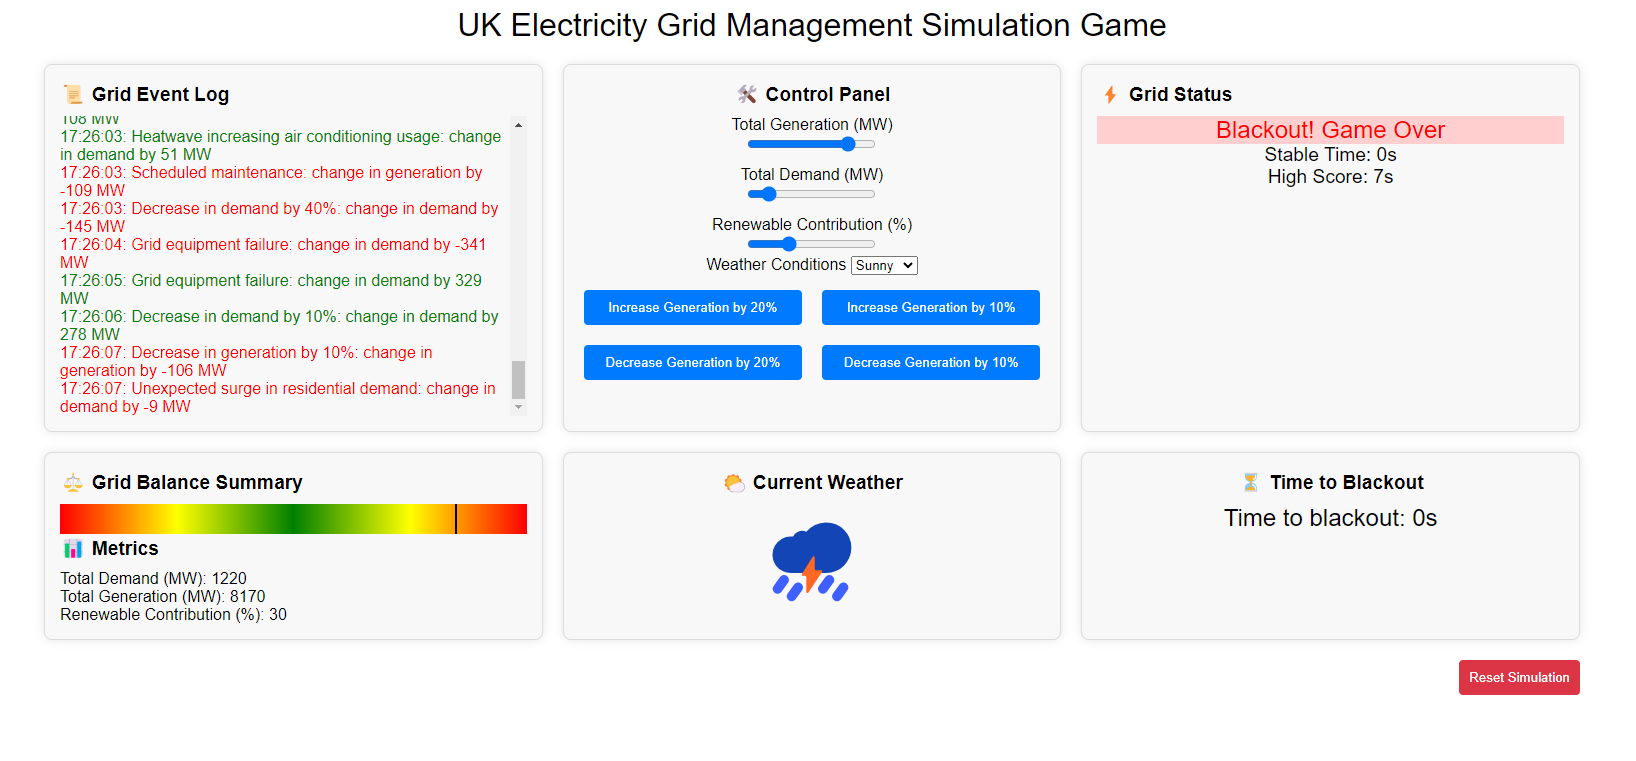 UK Electricity Grid Management Simulation Game
Grid Event Log
108 MW
17:26:03: Heatwave increasing air conditioning usage: change
in demand by 51 MW
17:26:03: Scheduled maintenance: change in generation by
-109 MW
17:26:03: Decrease in demand by 40%: change in demand by
-145 MW
17:26:04: Grid equipment failure: change in demand by -341
MW
17:26:05: Grid equipment failure: change in demand by 329
MW
17:26:06: Decrease in demand by 10%: change in demand by
278 MW
17:26:07: Decrease in generation by 10%: change in
generation by -106 MW
17:26:07: Unexpected surge in residential demand: change in
demand by -9 MW
Control Panel
Total Generation (MW)
Total Demand (MW)
Renewable Contribution (%)
Weather Conditions Sunny
Increase Generation by 20%
Increase Generation by 10%
Decrease Generation by 20%
Decrease Generation by 10%
Grid Status
Blackout! Game Over
Stable Time: 0s
High Score: 7s
Grid Balance Summary
Metrics
Total Demand (MW): 1220
Total Generation (MW): 8170
Renewable Contribution (%): 30
Current Weather
Time to Blackout
Time to blackout: 0s
Reset Simulation